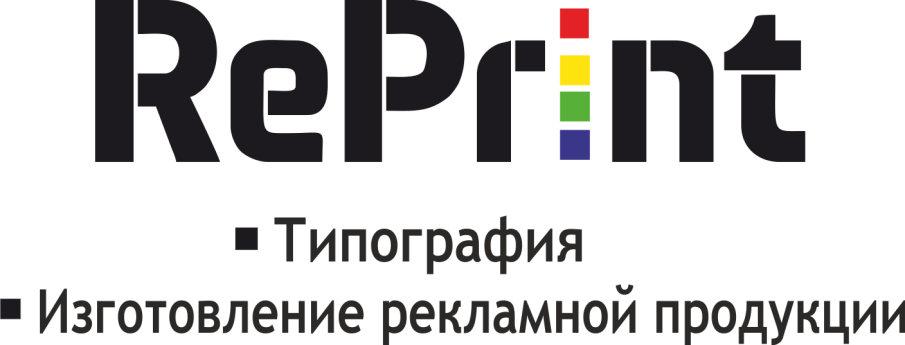 RePrint
▪ Типография
▪ Изготовление рекламной продукции